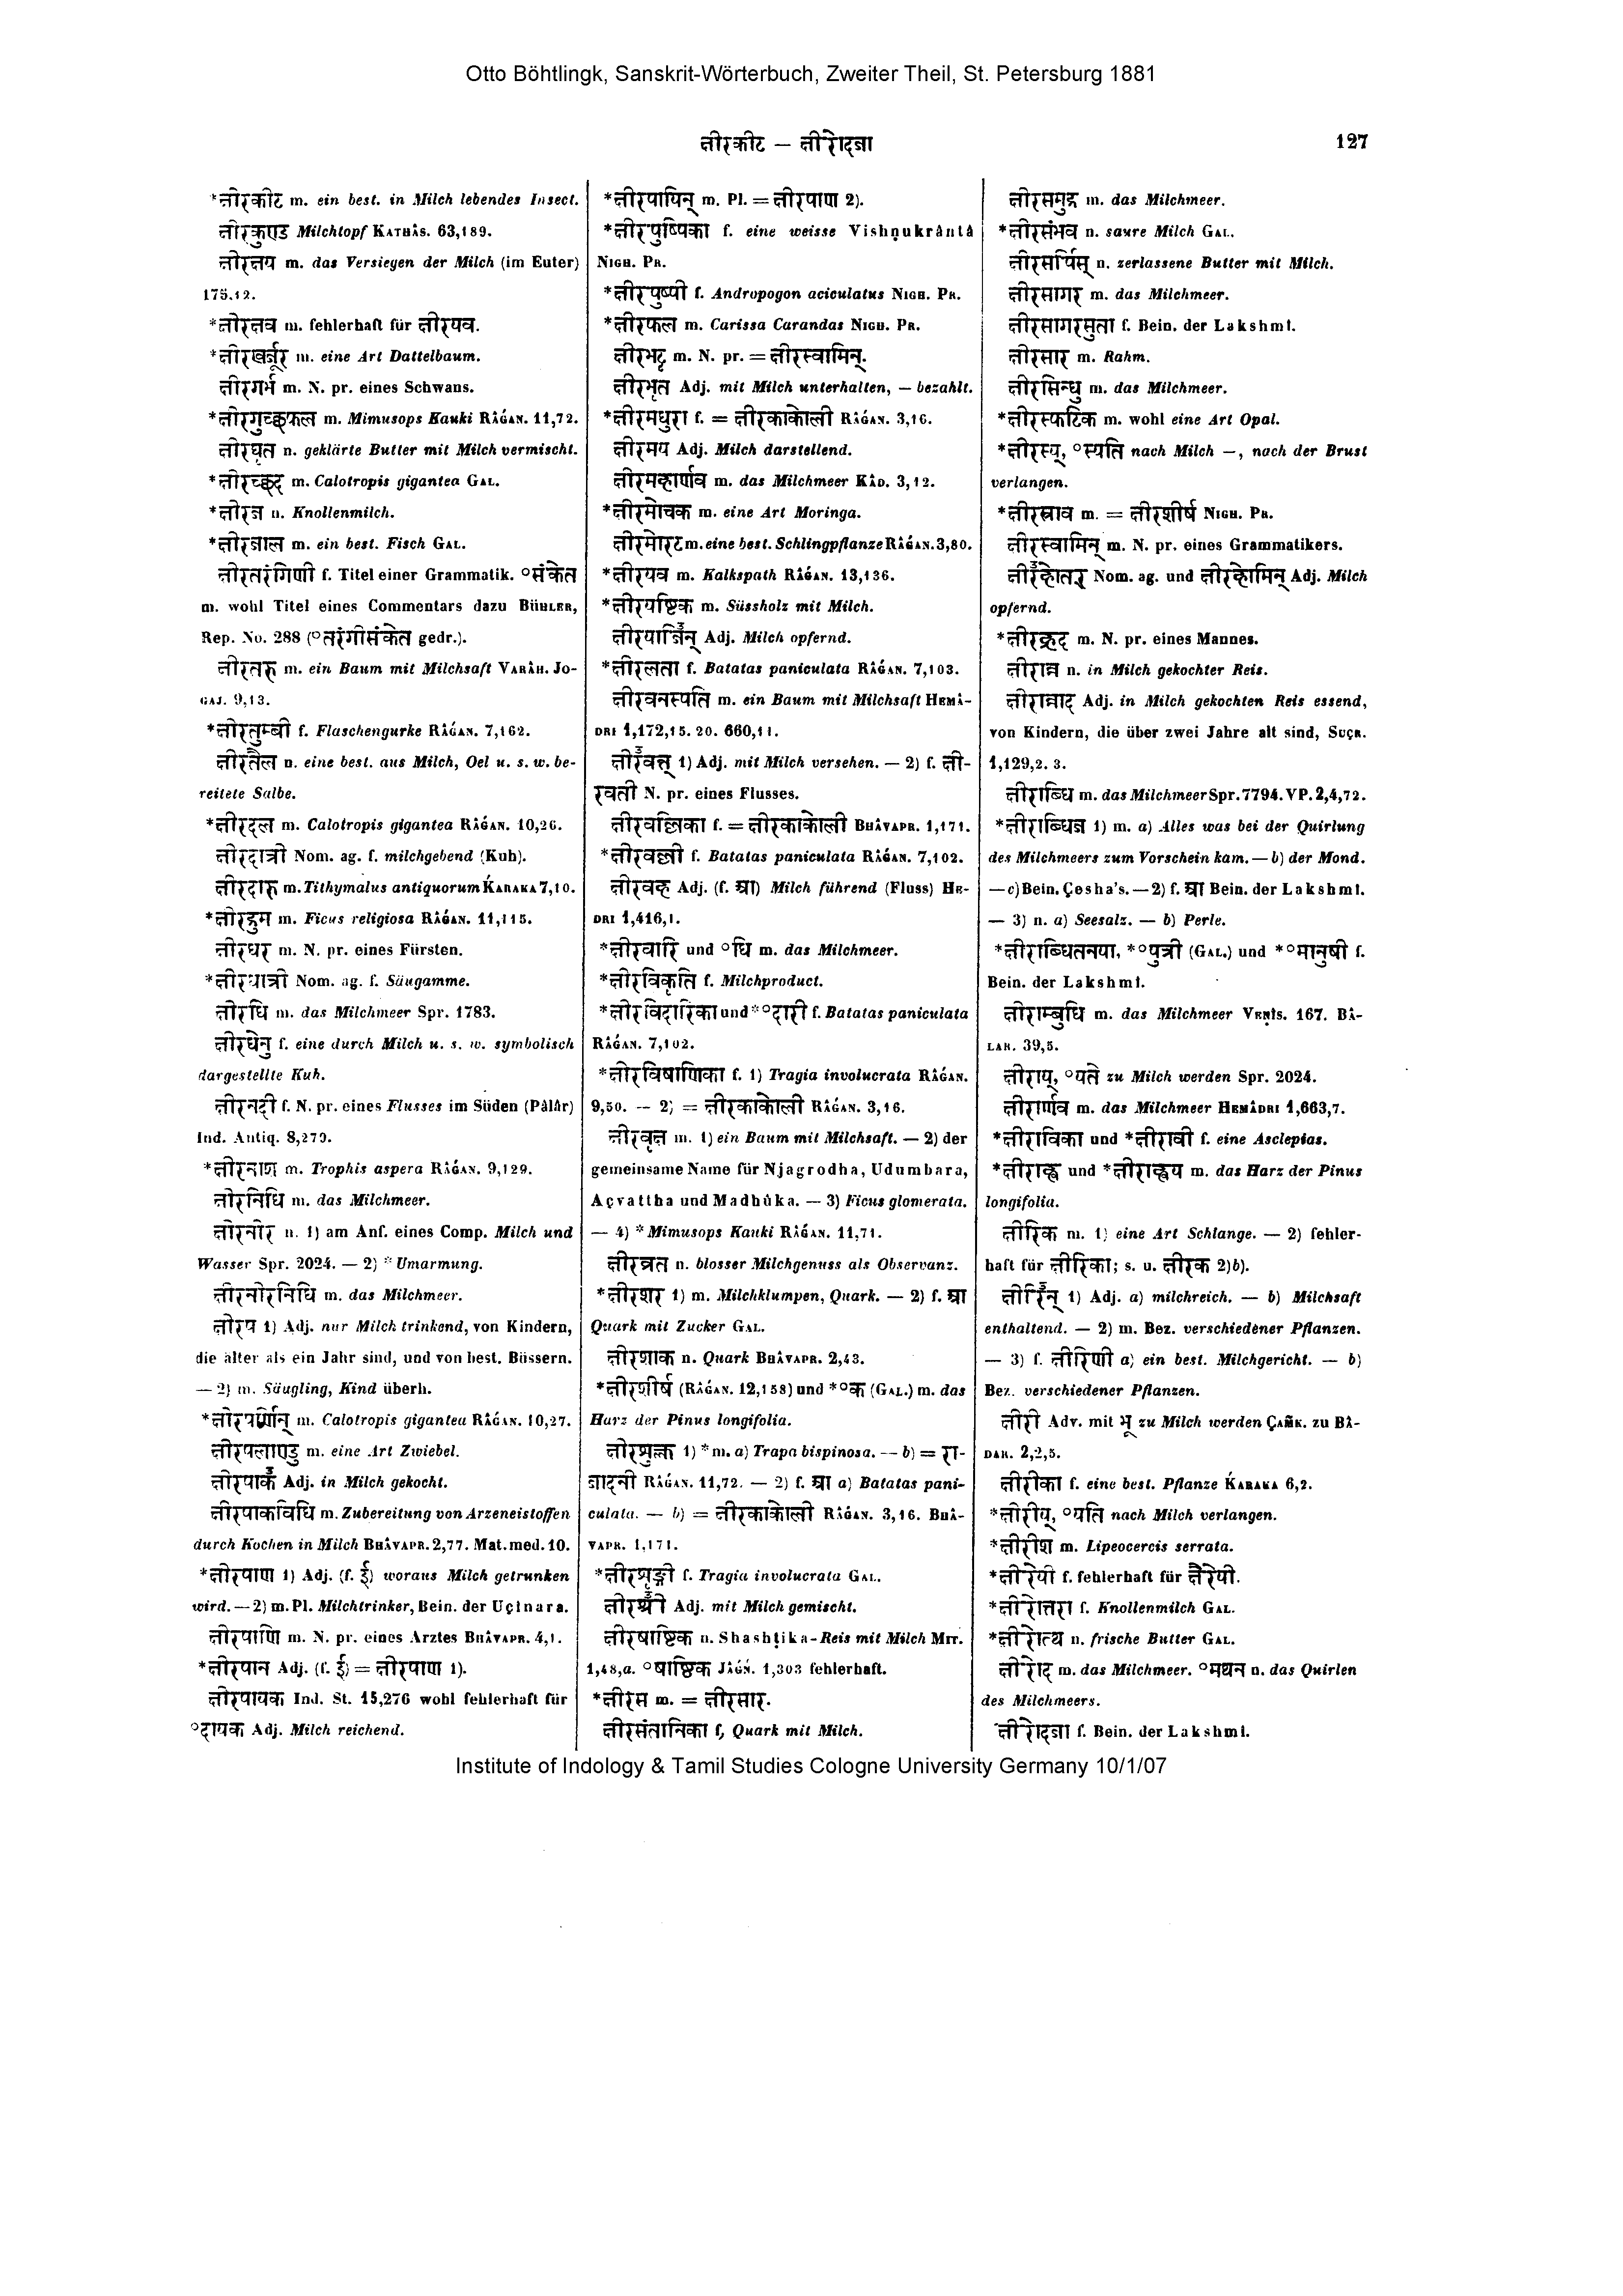 Otto Böhtlingk, Sanskrit-Wörterbuch, Zweiter Theil, St. Petersburg 1881
क्षीरकीट — क्षीरोदजा
127
*क्षीरकीट m. ein best. in Milch lebendes Insect.
क्षीरकुण्ड Milchtopf KATHÂS. 63,189.
क्षीरक्षय m. das Versiegen der Milch (im Euter)
175.12.
*क्षीरक्षव m. fehlerhaft für क्षीरयव.
*क्षीरखर्जूर m. eine Art Dattelbaum.
क्षीरगर्भ m. N. pr. eines Schwans.
*क्षीरगुच्छफल m. Mimusops Kauki RÂǴAN. 11,72.
क्षीरघृत n. geklärte Butter mit Milch vermischt.
*क्षीरच्छद m. Calotropis gigantea GAL.
*क्षीरज n. Knollenmilch.
*क्षीरजाल m. ein best. Fisch GAL.
क्षीरतरंगिणी f. Titel einer Grammatik. °संकेत
m. wohl Titel eines Commentars dazu BÜHLER,
Rep. No. 288 (°तरंगीसंकेत gedr.).
क्षीरतरु m. ein Baum mit Milchsaft VARÂH. JO-
GAJ. 9,13.
*क्षीरतुम्बी f. Flaschengurke RÂǴAN. 7,162.
क्षीरतैल n. eine best. aus Milch, Oel u. s. w. be-
reitete Salbe.
*क्षीरदल m. Calotropis gigantea RÂǴAN. 10,26.
क्षीरदात्री Nom. ag. f. milchgebend (Kuh).
क्षीरदारु m. Tithymalus antiquorum ḰARAKA 7,10.
*क्षीरद्रुम m. Ficus religiosa RÂǴAN. 11,115.
क्षीरधर m. N. pr. eines Fürsten.
*क्षीरधात्री Nom. ag. f. Säugamme.
क्षीरधि m. das Milchmeer Spr. 1783.
क्षीरधेनु f. eine durch Milch u. s. w. symbolisch
dargestellte Kuh.
क्षीरनदी f. N. pr. eines Flusses im Süden (Pâlâr)
Ind. Antiq. 8,279.
*क्षीरनाश m. Trophis aspera RÂǴAN. 9,129.
क्षीरनिधि m. das Milchmeer.
क्षीरनीर n. 1) am Anf. eines Comp. Milch und
Wasser Spr. 2024. — 2) *Umarmung.
क्षीरनीरनिधि m. das Milchmeer.
क्षीरप 1) Adj. nur Milch trinkend, von Kindern,
die älter als ein Jahr sind, und von best. Büssern.
— 2) m. Säugling, Kind überh.
*क्षीरपर्णिन् m. Calotropis gigantea RÂǴAN. 10,27.
क्षीरपलाण्डु m. eine Art Zwiebel.
क्षीरपाकँ Adj. in Milch gekocht.
क्षीरपाकविधि m. Zubereitung von Arzeneistoffen
durch Kochen in Milch BHÂVAPR. 2,77. Mat. med. 10.
*क्षीरपाण 1) Adj. (f. ई) woraus Milch getrunken
wird. — 2) m. Pl. Milchtrinker, Bein. der Uçînara.
क्षीरपाणि m. N. pr. eines Arztes BHÂVAPR. 4,1.
*क्षीरपान Adj. (f. ई) = क्षीरपाण 1).
क्षीरपायक Ind. St. 15,276 wohl fehlerhaft für
°दायक Adj. Milch reichend.
*क्षीरपायिन् m. Pl. = क्षीरपाण 2).
*क्षीरपुष्पिका f. eine weisse Vishṇukrântâ
NIGH. PR.
*क्षीरपुष्पी f. Andropogon aciculatus NIGH. PR.
*क्षीरफल m. Carissa Carandas NIGH. PR.
क्षीरभट्ट m. N. pr. = क्षीरस्वामिन्.
क्षीरभृत Adj. mit Milch unterhalten, — bezahlt.
*क्षीरमधुरा f. = क्षीरकाकोली RÂǴAN. 3,16.
क्षीरमय Adj. Milch darstellend.
क्षीरमहार्णव m. das Milchmeer KÂD. 3,12.
*क्षीरमोचक m. eine Art Moringa.
क्षीरमोरट m. eine best. Schlingpflanze RÂǴAN. 3,80.
*क्षीरयव m. Kalkspath RÂǴAN. 13,136.
*क्षीरयष्टिक m. Süssholz mit Milch.
क्षीरयाजिँन् Adj. Milch opfernd.
*क्षीरलता f. Batatas paniculata RÂǴAN. 7,103.
क्षीरवनस्पति m. ein Baum mit Milchsaft HEMÂ-
DRI 1,172,15. 20. 660,11.
क्षीरँवत् 1) Adj. mit Milch versehen. — 2) f. क्षी-
रवती N. pr. eines Flusses.
क्षीरवल्लिका f. = क्षीरकाकोली BHÂVAPR. 1,171.
*क्षीरवल्ली f. Batatas paniculata RÂǴAN. 7,102.
क्षीरवह Adj. (f. आ) Milch führend (Fluss) HE-
DRI 1,416,1.
*क्षीरवारि und °धि m. das Milchmeer.
*क्षीरविकृति f. Milchproduct.
*क्षीरविदारिका und *°दारी f. Batatas paniculata
RÂǴAN. 7,102.
*क्षीरविषाणिका f. 1) Tragia involucrata RÂǴAN.
9,50. — 2) = क्षीरकाकोली RÂǴAN. 3,16.
क्षीरवृक्ष m. 1) ein Baum mit Milchsaft. — 2) der
gemeinsame Name für Njagrodha, Udumbara,
Açvattha und Madhûka. — 3) Ficus glomerata.
— 4) *Mimusops Kauki RÂǴAN. 11,71.
क्षीरव्रत n. blosser Milchgenuss als Observanz.
*क्षीरशर 1) m. Milchklumpen, Quark. — 2) f. आ
Quark mit Zucker GAL.
क्षीरशाक n. Quark BHÂVAPR. 2,43.
*क्षीरशीर्ष (RÂǴAN. 12,158) und *°क (GAL.) m. das
Harz der Pinus longifolia.
क्षीरशुक्ल 1) *m. a) Trapa bispinosa. — b) = रा-
जादनी RÂǴAN. 11,72. — 2) f. आ a) Batatas pani-
culata. — b) = क्षीरकाकोली RÂǴAN. 3,16. BHÂ-
VAPR. 1,171.
*क्षीरशृङ्गी f. Tragia involucrata GAL.
क्षीरश्रीँ Adj. mit Milch gemischt.
क्षीरषाष्टिक n. Shashṭika-Reis mit Milch MIT.
1,48,a. °षाष्ठिक JÂǴÑ. 1,303 fehlerhaft.
*क्षीरस m. = क्षीरसार.
क्षीरसंतानिका f, Quark mit Milch.
क्षीरसमुद्र m. das Milchmeer.
*क्षीरसंभव n. saure Milch GAL.
क्षीरसर्पिस् n. zerlassene Butter mit Milch.
क्षीरसागर m. das Milchmeer.
क्षीरसागरसुता f. Bein. der Lakshmî.
क्षीरसार m. Rahm.
क्षीरसिन्धु m. das Milchmeer.
*क्षीरस्फटिक m. wohl eine Art Opal.
*क्षीरस्य्, °स्यति nach Milch —, nach der Brust
verlangen.
*क्षीरस्राव m. = क्षीरशीर्ष NIGH. PR.
क्षीरस्वामिन् m. N. pr. eines Grammatikers.
क्षीरँहोतर् Nom. ag. und क्षीरहोमिन् Adj. Milch
opfernd.
*क्षीरह्रद m. N. pr. eines Mannes.
क्षीरान्न n. in Milch gekochter Reis.
क्षीरान्नाद Adj. in Milch gekochten Reis essend,
von Kindern, die über zwei Jahre alt sind, SUÇR.
1,129,2. 3.
क्षीराब्धि m. das Milchmeer Spr. 7794. VP. 2,4,72.
*क्षीराब्धिज 1) m. a) Alles was bei der Quirlung
des Milchmeers zum Vorschein kam. — b) der Mond.
— c) Bein. Çesha's. — 2) f. आ Bein. der Lakshmî.
— 3) n. a) Seesalz. — b) Perle.
*क्षीराब्धितनया, *°पुत्री (GAL.) und *°मानुषी f.
Bein. der Lakshmî.
क्षीराम्बुधि m. das Milchmeer VEṆÎS. 167. BÂ-
LAR. 39,5.
क्षीराय्, °यते zu Milch werden Spr. 2024.
क्षीरार्णव m. das Milchmeer HEMÂDRI 1,663,7.
*क्षीराविका und *क्षीरावी f. eine Asclepias.
*क्षीराह्व und *क्षीराह्वय m. das Harz der Pinus
longifolia.
क्षीरिक m. 1) eine Art Schlange. — 2) fehler-
haft für क्षीरिका; s. u. क्षीरक 2)b).
क्षीरिँन् 1) Adj. a) milchreich. — b) Milchsaft
enthaltend. — 2) m. Bez. verschiedener Pflanzen.
— 3) f. क्षीरिणी a) ein best. Milchgericht. — b)
Bez. verschiedener Pflanzen.
क्षीरी Adv. mit भू zu Milch werden ÇAṂK. zu BÂ-
DAR. 2,2,5.
क्षीरीका f. eine best. Pflanze ḰARAKA 6,2.
*क्षीरीय्, °यति nach Milch verlangen.
*क्षीरीश m. Lipeocercis serrata.
*क्षीरेयी f. fehlerhaft für क्षैरेयी.
*क्षीरोत्तरा f. Knollenmilch GAL.
*क्षीरोत्थ n. frische Butter GAL.
क्षीरोद m. das Milchmeer. °मथन n. das Quirlen
des Milchmeers.
क्षीरोदजा f. Bein. der Lakshmî.
Institute of Indology & Tamil Studies Cologne University Germany 10/1/07